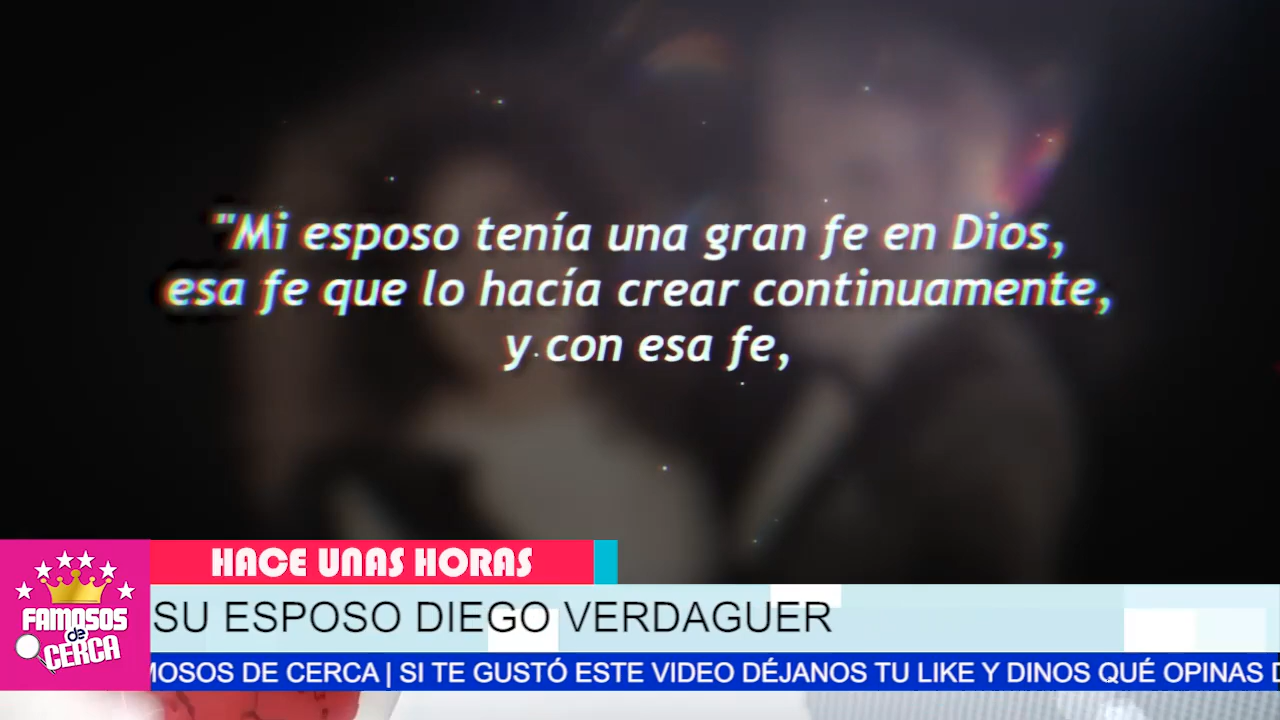 "Mi esposo tenía una gran fe en Dios,
esa fe que lo hacía crear continuamente,
y con esa fe,
HACE UNAS HORAS
FAMOSOS
de
CERCA
SU ESPOSO DIEGO VERDAGUER
MOSOS DE CERCA | SI TE GUSTÓ ESTE VIDEO DÉJANOS TU LIKE Y DINOS QUÉ OPINAS D